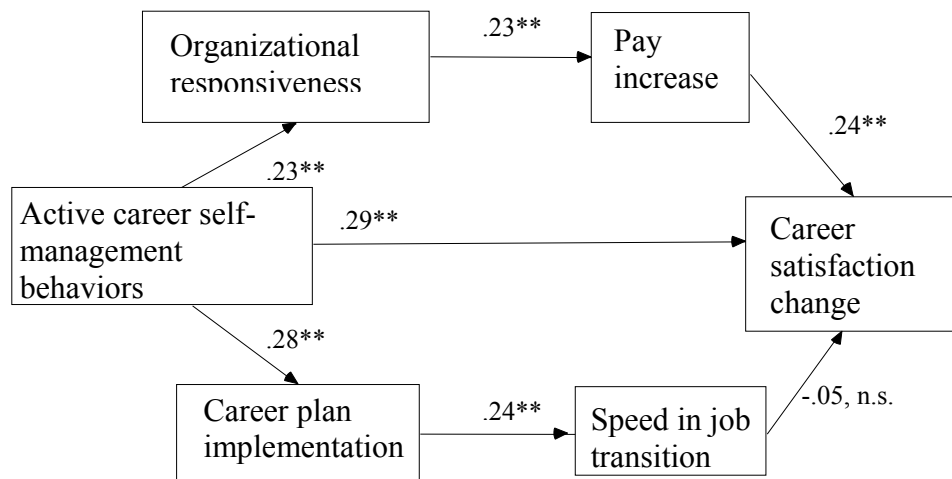 Organizational
responsiveness
.23**
Pay
increase
.24**
.23**
Active career self-
management
behaviors
.29**
Career
satisfaction
change
.28**
Career plan
implementation
.24**
Speed in job
transition
-.05, n.s.